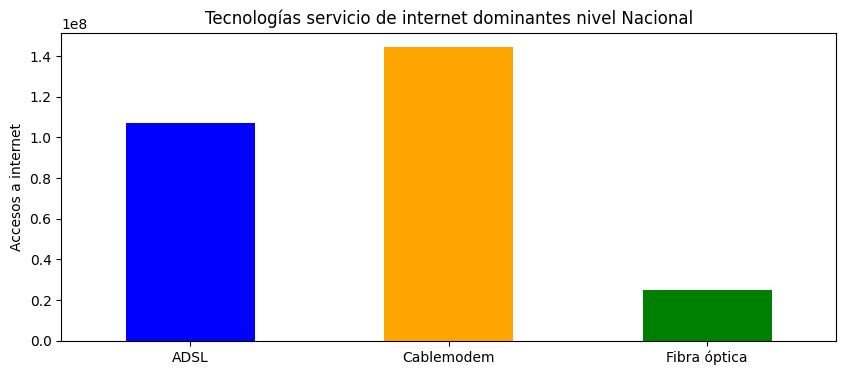 Tecnologías servicio de internet dominantes nivel Nacional
1e8
Accesos a internet
1.4
1.2
1.0
0.8
0.6
0.4
0.2
0.0
ADSL
Cablemodem
Fibra óptica